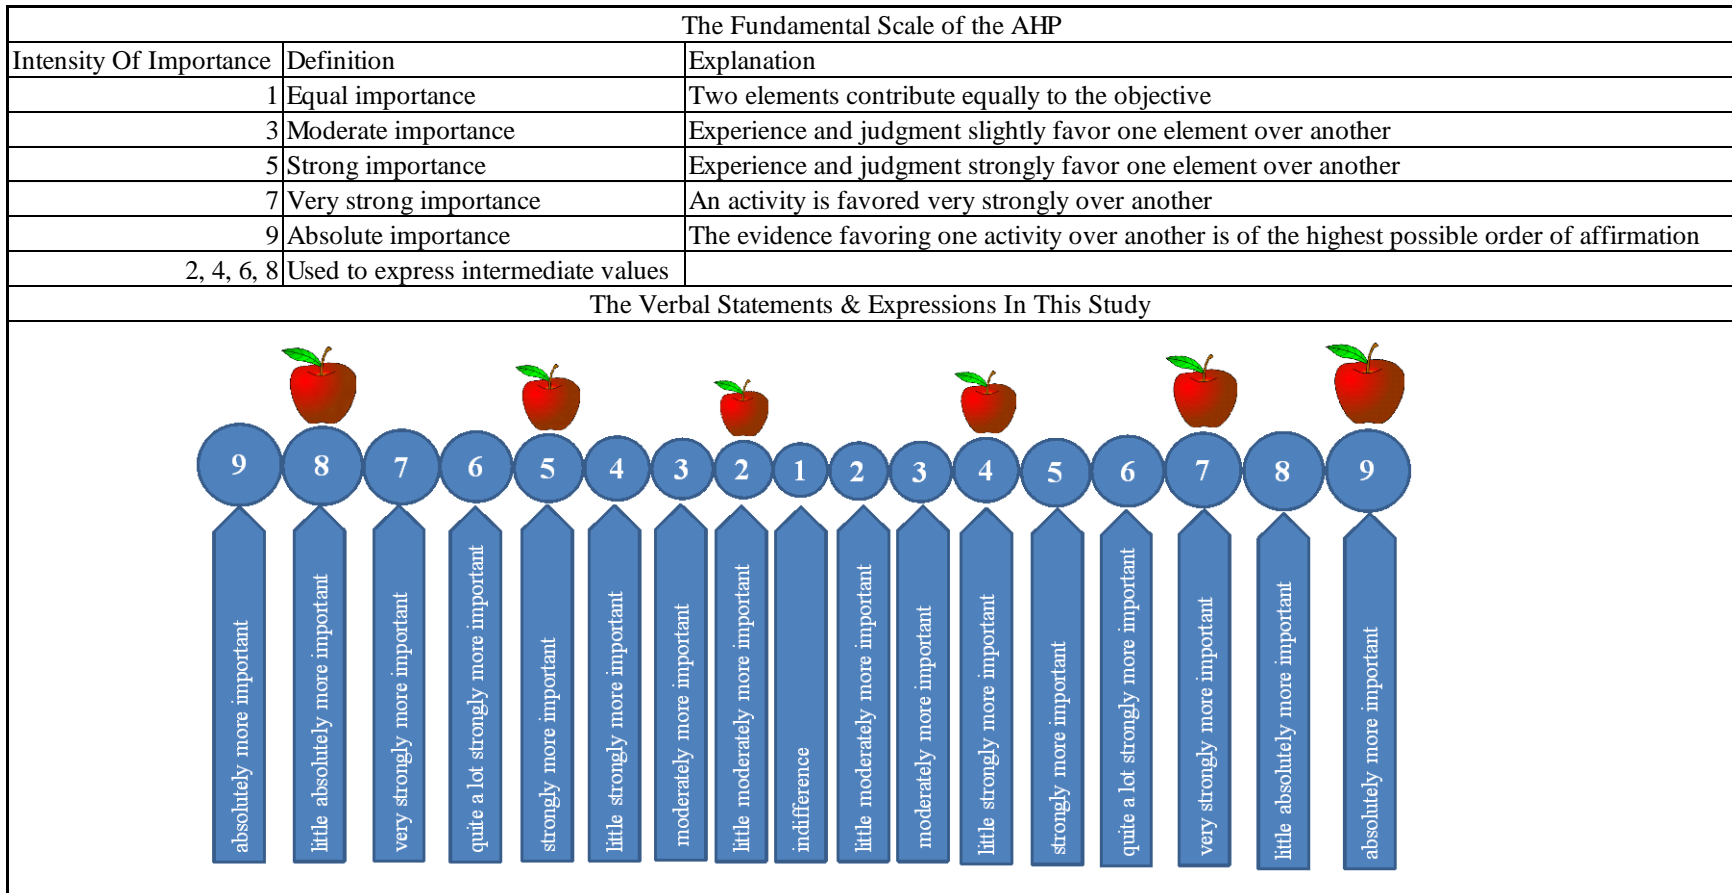 The Fundamental Scale of the AHP
Intensity Of Importance Definition Explanation
1 Equal importance Two elements contribute equally to the objective
3 Moderate importance Experience and judgment slightly favor one element over another
5 Strong importance Experience and judgment strongly favor one element over another
7 Very strong importance An activity is favored very strongly over another
9 Absolute importance The evidence favoring one activity over another is of the highest possible order of affirmation
2, 4, 6, 8 Used to express intermediate values
The Verbal Statements & Expressions In This Study
9 8 7 6 5 4 3 2 1 2 3 4 5 6 7 8 9
absolutely more important
little absolutely more important
very strongly more important
quite a lot strongly more important
strongly more important
little strongly more important
moderately more important
little moderately more important
indifference
little moderately more important
moderately more important
little strongly more important
strongly more important
quite a lot strongly more important
very strongly more important
little absolutely more important
absolutely more important